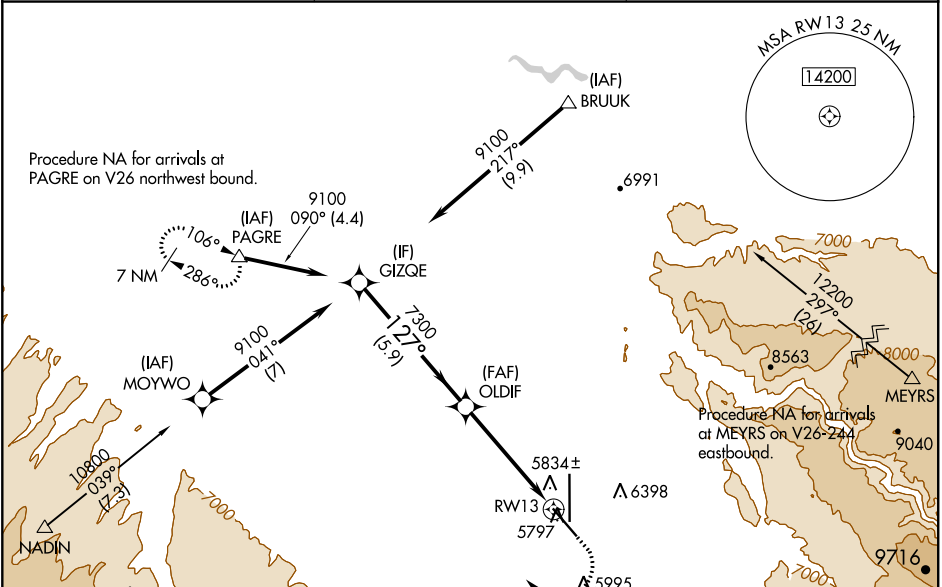 MSA RW13 25 NM
14200
(IAF)
BRUUK
9100
217°
(9.9)
6991
Procedure NA for arrivals at
PAGRE on V26 northwest bound.
9100
090° (4.4)
(IAF)
PAGRE
106°
286°
7 NM
(IF)
GIZQE
7000
12200
297°
(26)
8000
8563
MEYRS
Procedure NA for arrivals
at MEYRS on V26-244
eastbound.
9040
7300
127°
(5.9)
9100
041°
(7)
(IAF)
MOYWO
(FAF)
OLDIF
10800
039°
(7.3)
NADIN
7000
5834±
6398
RW13
5797
5995
9716
7000